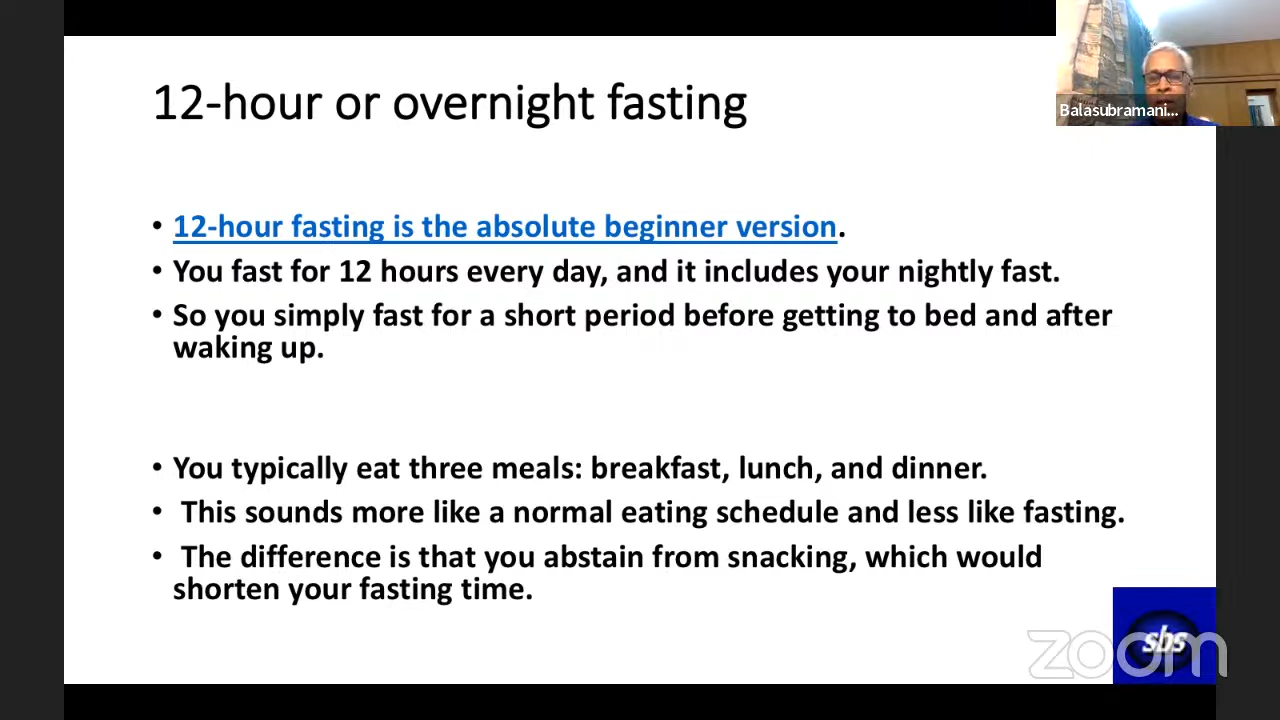 12-hour or overnight fasting
Balasubramani...
• 12-hour fasting is the absolute beginner version.
• You fast for 12 hours every day, and it includes your nightly fast.
• So you simply fast for a short period before getting to bed and after
waking up.
• You typically eat three meals: breakfast, lunch, and dinner.
• This sounds more like a normal eating schedule and less like fasting.
• The difference is that you abstain from snacking, which would
shorten your fasting time.
sbs
zoom